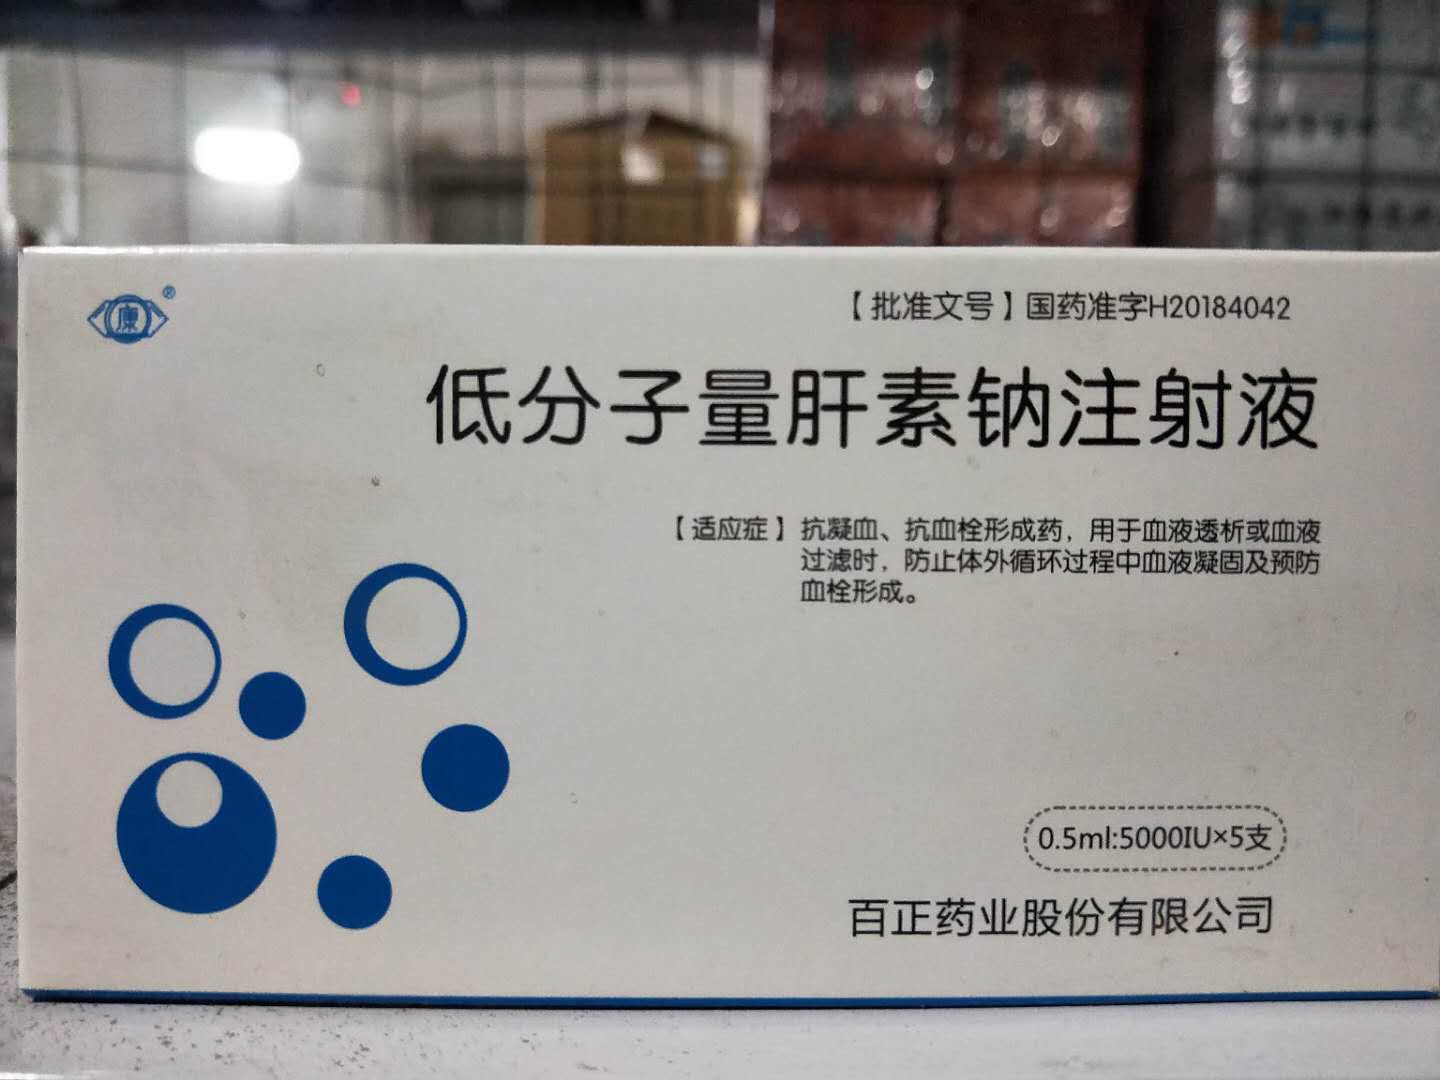 康®
【批准文号】国药准字H20184042
低分子量肝素钠注射液
【适应症】抗凝血、抗血栓形成药，用于血液透析或血液
过滤时，防止体外循环过程中血液凝固及预防
血栓形成。
0.5ml:5000IU×5支
百正药业股份有限公司